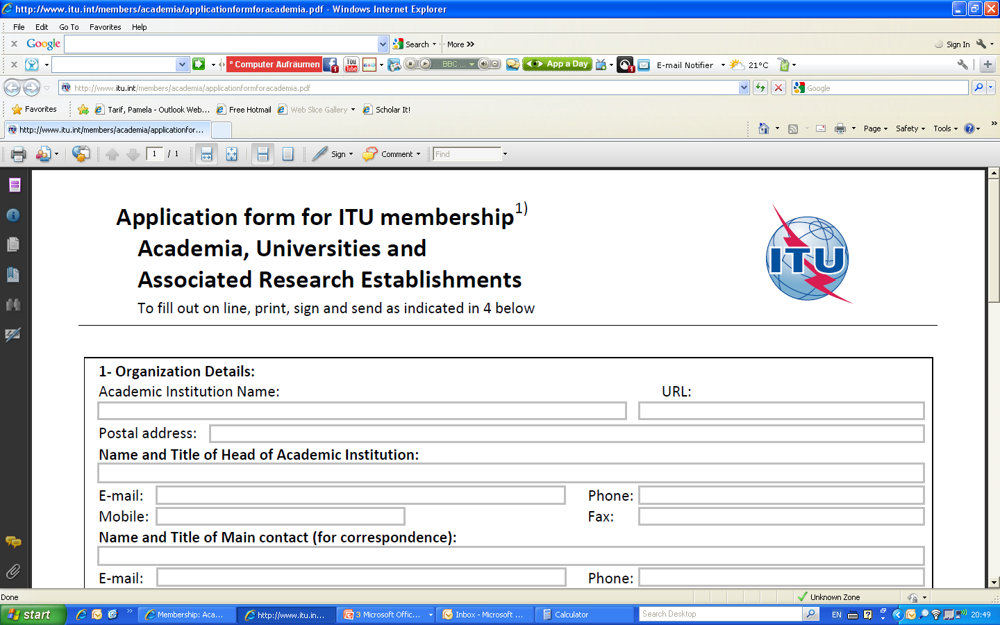 http://www.itu.int/members/academia/applicationformforacademia.pdf - Windows Internet Explorer
File Edit Go To Favorites Help
x Google Search More >> Sign In
x ° Computer Aufräumen 1 You Tube BBC ... App a Day 1 E-mail Notifier 21°C
http://www.itu.int/members/academia/applicationformforacademia.pdf Google
Favorites Tarif, Pamela - Outlook Web... Free Hotmail Web Slice Gallery Scholar It!
http://www.itu.int/members/academia/applicationfor... Page Safety Tools >>
1 / 1 Sign Comment Find
Application form for ITU membership1)
Academia, Universities and
Associated Research Establishments
ITU
To fill out on line, print, sign and send as indicated in 4 below
1- Organization Details:
Academic Institution Name: URL:
Postal address:
Name and Title of Head of Academic Institution:
E-mail: Phone:
Mobile: Fax:
Name and Title of Main contact (for correspondence):
E-mail: Phone:
Done Unknown Zone
start >> Membership: Aca... http://www.itu.in... 3 Microsoft Offic... Inbox - Microsoft ... Calculator Search Desktop EN 20:49